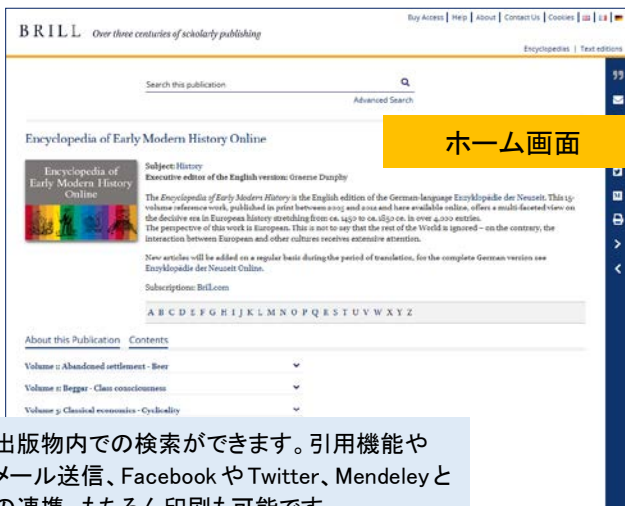 Buy Access | Help | About | Contact Us | Cookies |
BRILL Over three centuries of scholarly publishing
Encyclopedias | Text editions
Search this publication
Advanced Search
Encyclopedia of Early Modern History Online
ホーム画面
Encyclopedia of
Early Modern History
Online
Subject: History
Executive editor of the English version: Graeme Dunphy
The Encyclopedia of Early Modern History is the English edition of the German-language Enzyklopädie der Neuzeit. This 15-
volume reference work, published in print between 2005 and 2012 and here available online, offers a multi-faceted view on
the decisive era in European history stretching from ca. 1450 to ca. 1850 ce. in over 4,000 entries.
The perspective of this work is European. This is not to say that the rest of the World is ignored – on the contrary, the
interaction between European and other cultures receives extensive attention.
New articles will be added on a regular basis during the period of translation, for the complete German version see
Enzyklopädie der Neuzeit Online.
Subscriptions: Brill.com
A B C D E F G H I J K L M N O P Q R S T U V W X Y Z
About this Publication Contents
Volume 1: Abandoned settlement - Beer
Volume 2: Beggar - Class consciousness
Volume 3: Classical economics - Cyclicality
出版物内での検索ができます。引用機能や
メール送信、Facebook や Twitter、Mendeley と